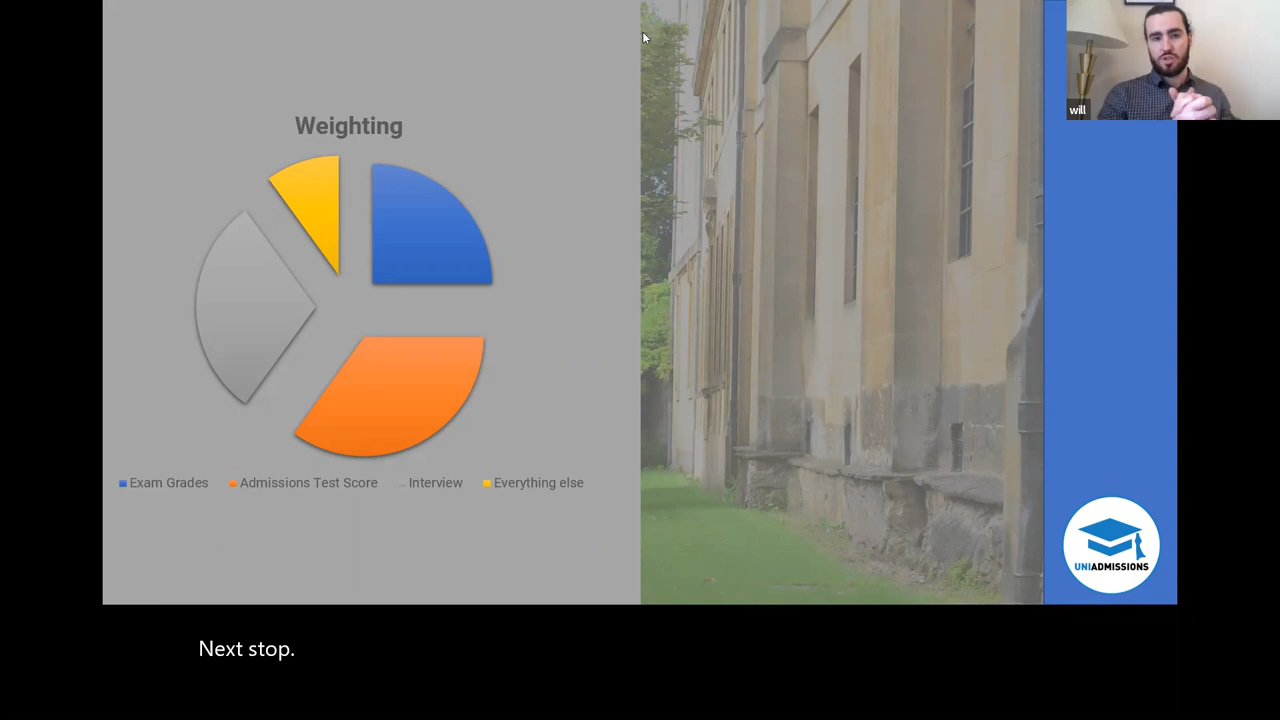 will
Weighting
Exam Grades Admissions Test Score Interview Everything else
UNIADMISSIONS
Next stop.